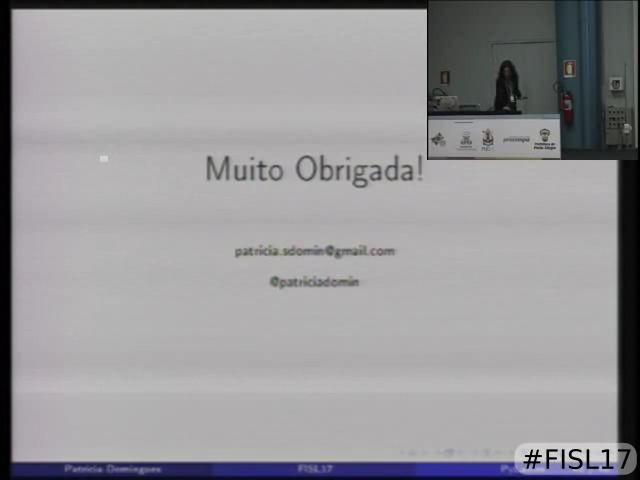 Muito Obrigada!
patricia.sdomin@gmail.com
@patriciadomin
Patricia Domingues
FISL17
#FISL17